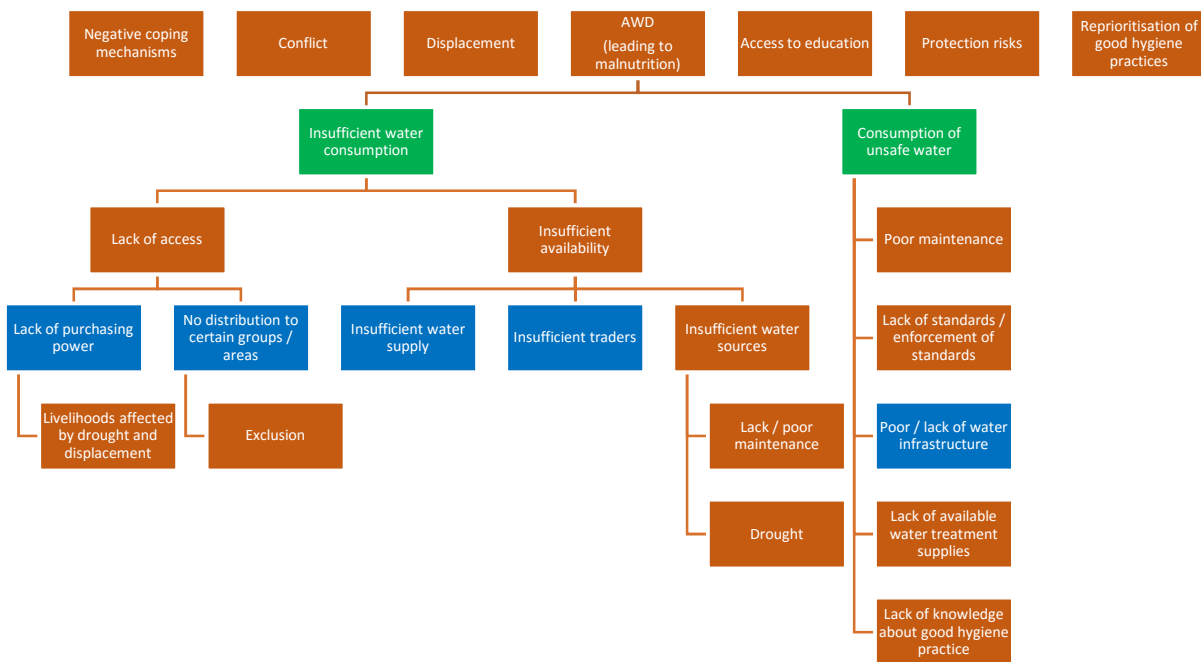 Negative coping
mechanisms
Conflict
Displacement
AWD
(leading to
malnutrition)
Access to education
Protection risks
Reprioritisation of
good hygiene
practices
Insufficient water
consumption
Consumption of
unsafe water
Lack of access
Insufficient
availability
Poor maintenance
Lack of purchasing
power
No distribution to
certain groups /
areas
Insufficient water
supply
Insufficient traders
Insufficient water
sources
Lack of standards /
enforcement of
standards
Livelihoods affected
by drought and
displacement
Exclusion
Lack / poor
maintenance
Poor / lack of water
infrastructure
Drought
Lack of available
water treatment
supplies
Lack of knowledge
about good hygiene
practice